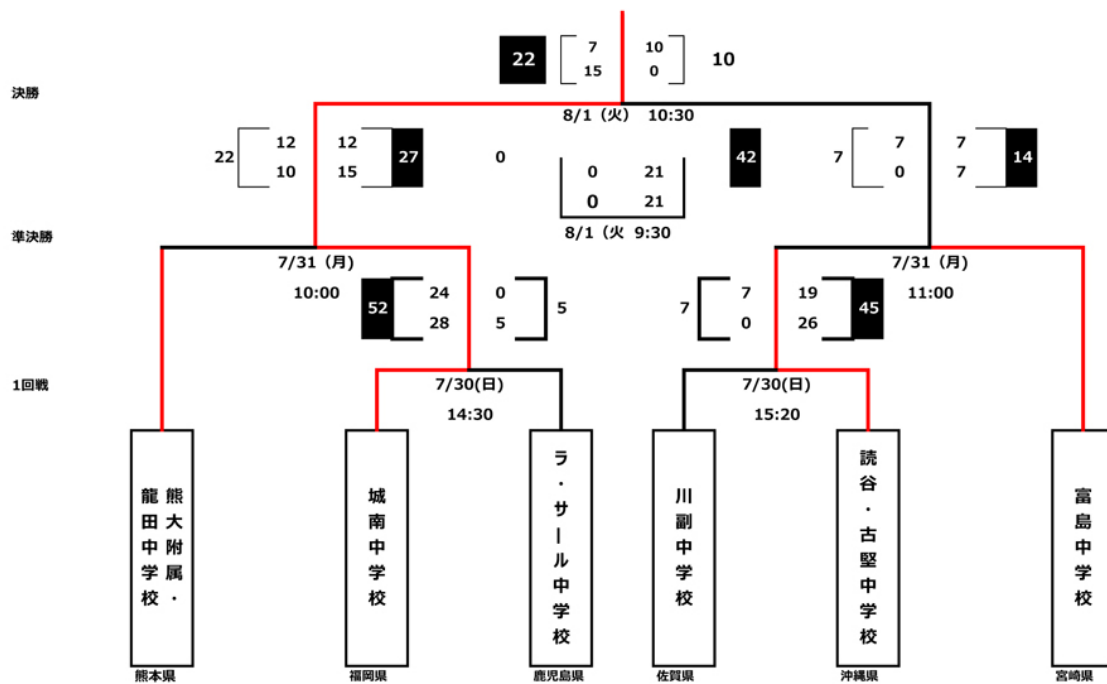 22 7 10 10
15 0
決勝
8/1（火） 10:30
22 12 12 27 0 42 7 7 7 14
10 15 0 21 0 7
0 21
準決勝
8/1（火 9:30
7/31（月) 7/31（月)
10:00 11:00
52 24 0 5 7 7 19 45
28 5 0 26
1回戦
7/30(日) 7/30(日)
14:30 15:20
熊大附属・
龍田中学校
城南中学校
ラ・サール中学校
川副中学校
読谷・古堅中学校
富島中学校
熊本県 福岡県 鹿児島県 佐賀県 沖縄県 宮崎県